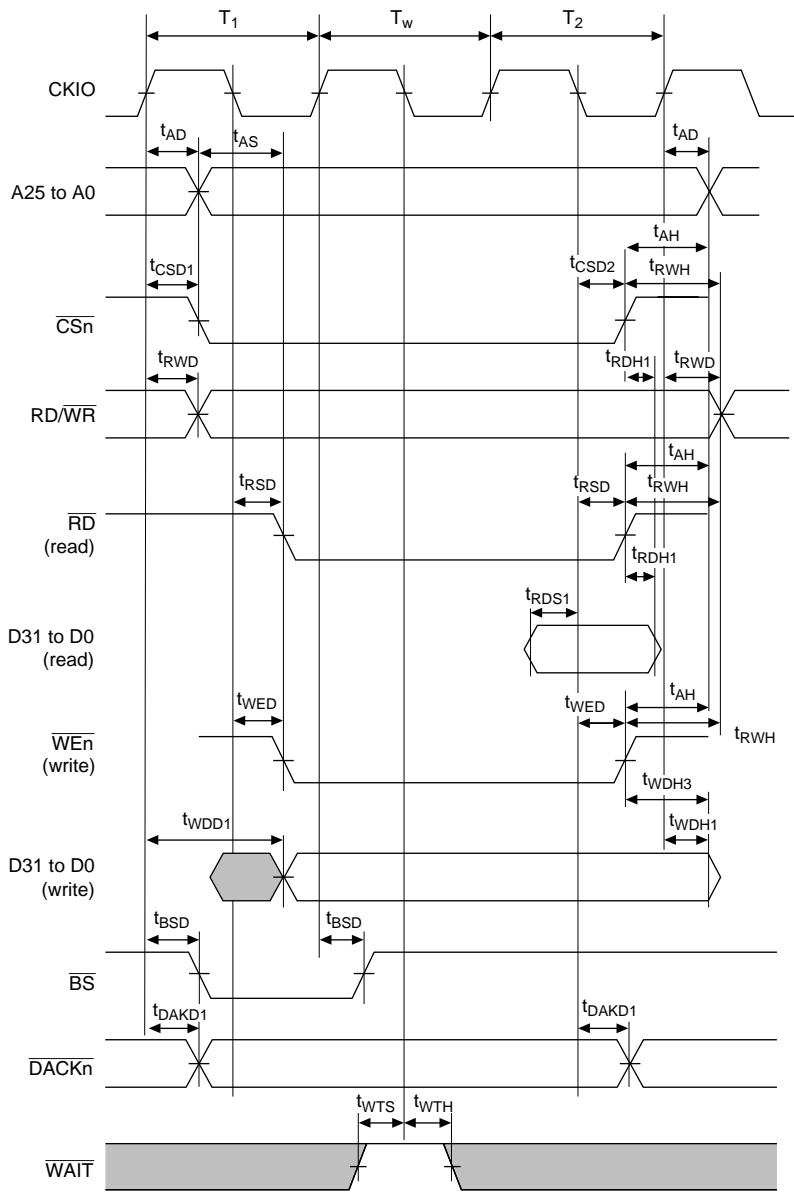 T1 Tw T2
CKIO
tAD tAS tAD
A25 to A0
tAH
tCSD1 tCSD2 tRWH
CSn
tRDH1 tRWD
tRWD
RD/WR
tAH
tRSD tRSD tRWH
RD
(read)
tRDH1
tRDS1
D31 to D0
(read)
tAH
tWED tWED
tRWH
WEn
(write)
tWDH3
tWDD1 tWDH1
D31 to D0
(write)
tBSD tBSD
BS
tDAKD1 tDAKD1
DACKn
tWTS tWTH
WAIT